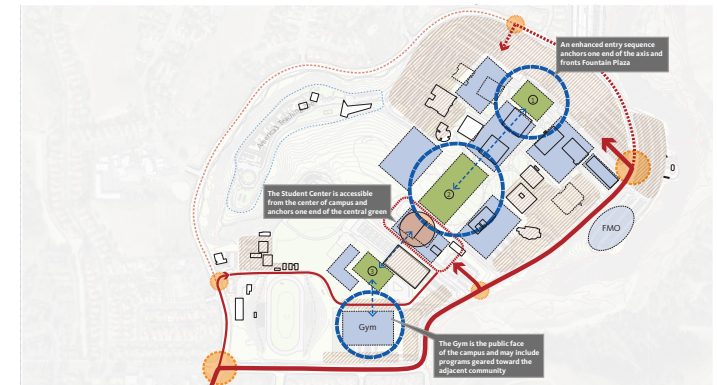 An enhanced entry sequence
anchors one end of the axis and
fronts Fountain Plaza
1
America's Teaching
2
The Student Center is accessible
from the center of campus and
anchors one end of the central green
FMO
3
Gym
The Gym is the public face
of the campus and may include
programs geared toward the
adjacent community